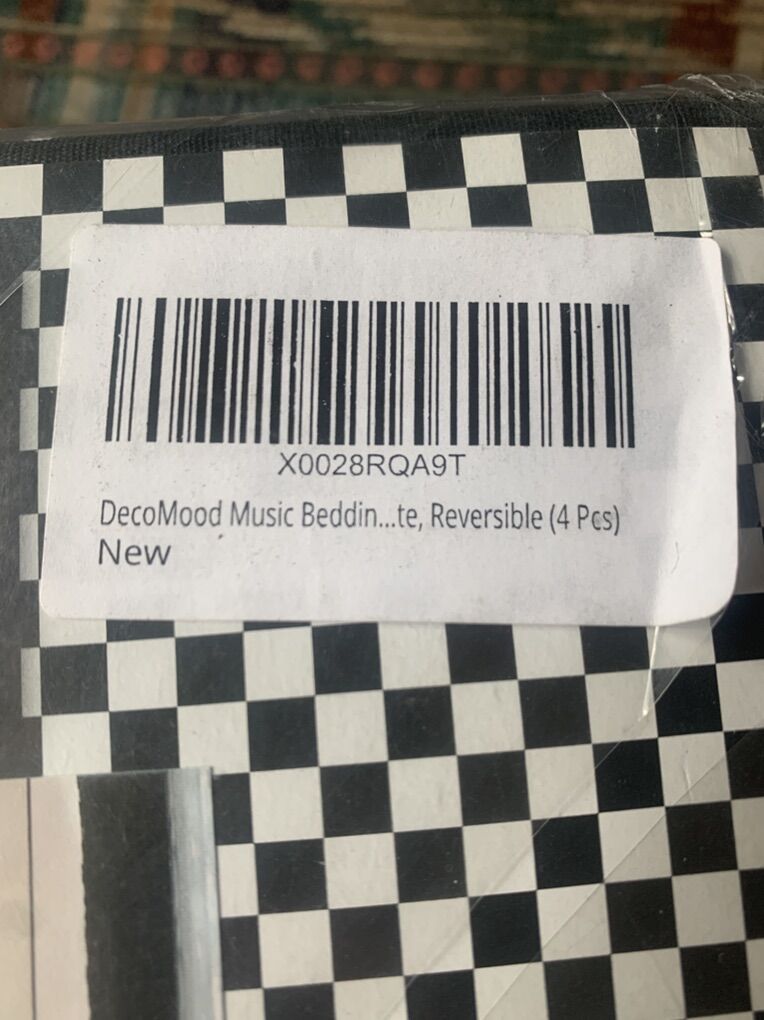 X0028RQA9T
DecoMood Music Beddin...te, Reversible (4 Pcs)
New